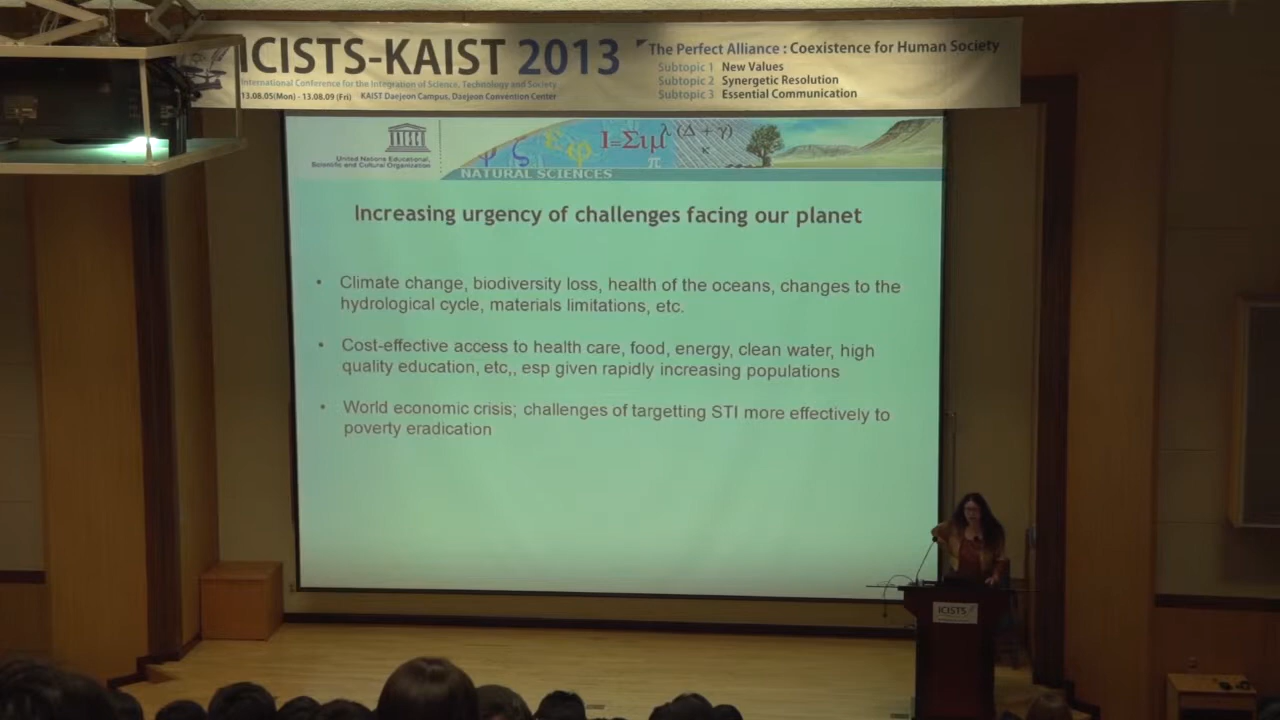 ICISTS-KAIST 2013
International Conference for the Integration of Science, Technology and Society
13.08.05(Mon) - 13.08.09 (Fri) KAIST Daejeon Campus, Daejeon Convention Center
The Perfect Alliance : Coexistence for Human Society
Subtopic 1 New Values
Subtopic 2 Synergetic Resolution
Subtopic 3 Essential Communication
UNESCO
United Nations Educational,
Scientific and Cultural Organization
NATURAL SCIENCES
Increasing urgency of challenges facing our planet
• Climate change, biodiversity loss, health of the oceans, changes to the
hydrological cycle, materials limitations, etc.
• Cost-effective access to health care, food, energy, clean water, high
quality education, etc,, esp given rapidly increasing populations
• World economic crisis; challenges of targetting STI more effectively to
poverty eradication
ICISTS